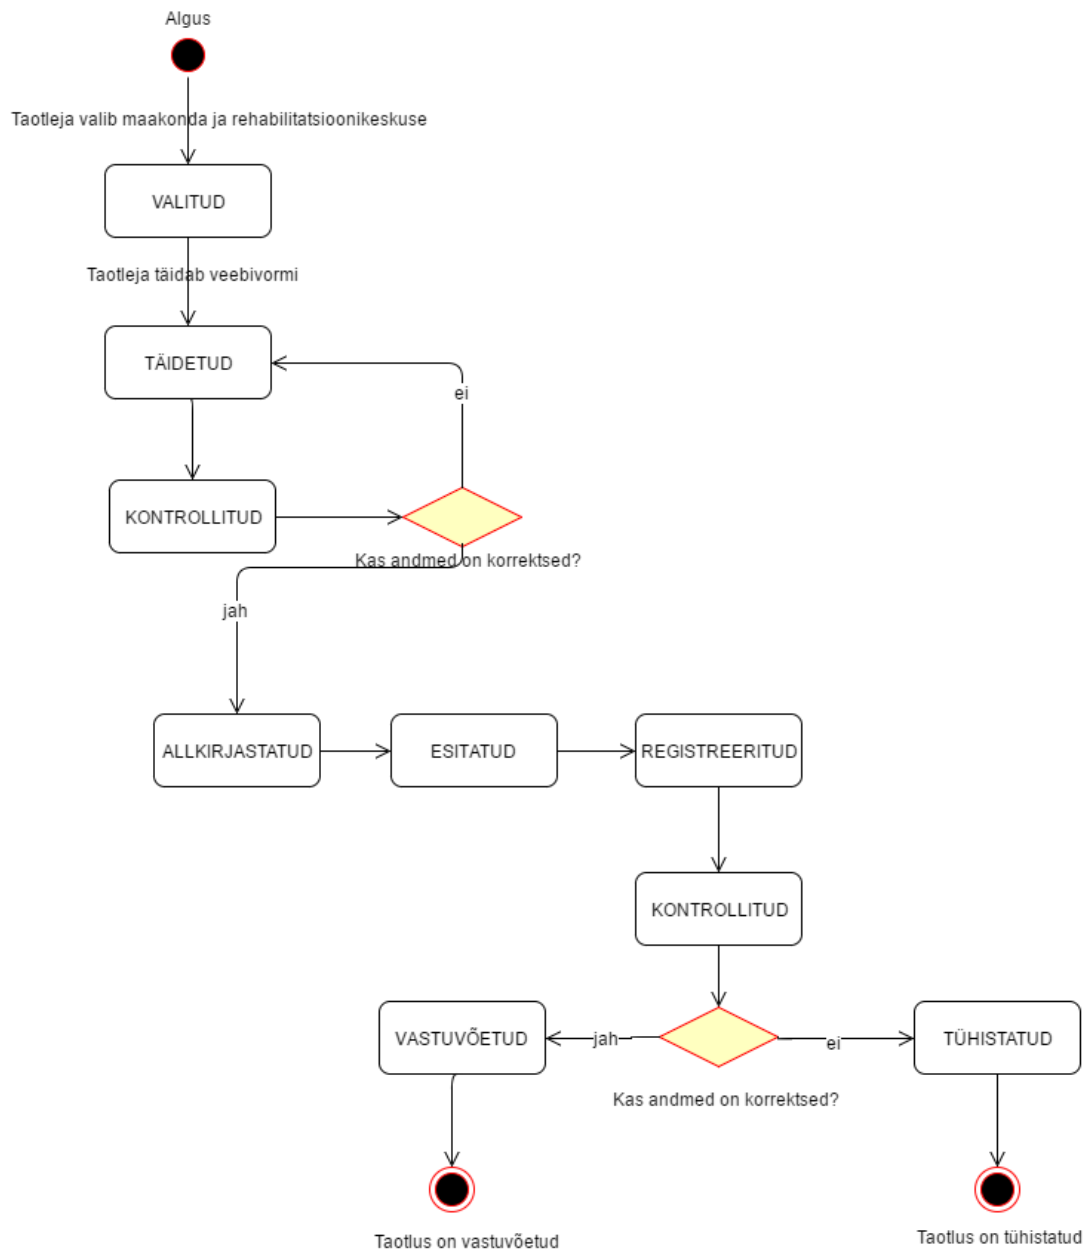 Algus
Taotleja valib maakonda ja rehabilitatsioonikeskuse
VALITUD
Taotleja täidab veebivormi
TÄIDETUD
ei
KONTROLLITUD
Kas andmed on korrektsed?
jah
ALLKIRJASTATUD
ESITATUD
REGISTREERITUD
KONTROLLITUD
VASTUVÕETUD
jah
ei
TÜHISTATUD
Kas andmed on korrektsed?
Taotlus on vastuvõetud
Taotlus on tühistatud